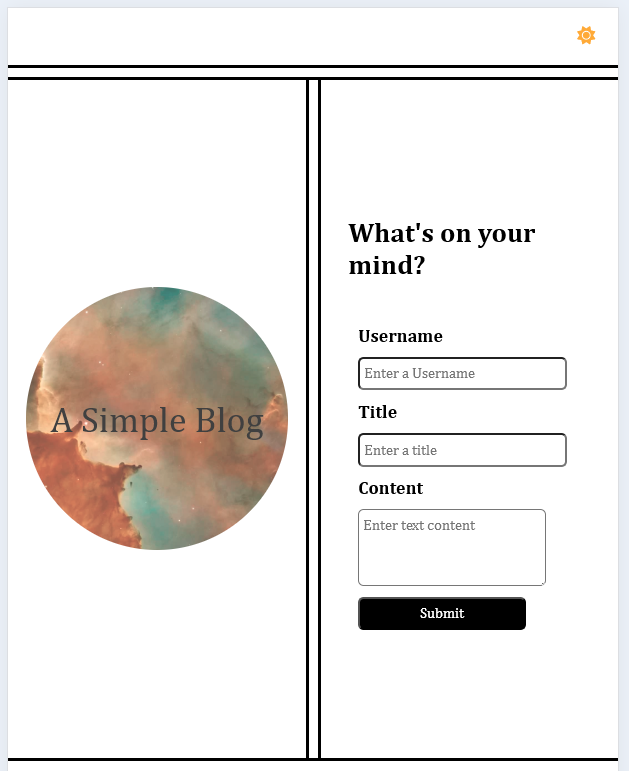 A Simple Blog
What's on your
mind?
Username
Enter a Username
Title
Enter a title
Content
Enter text content
Submit